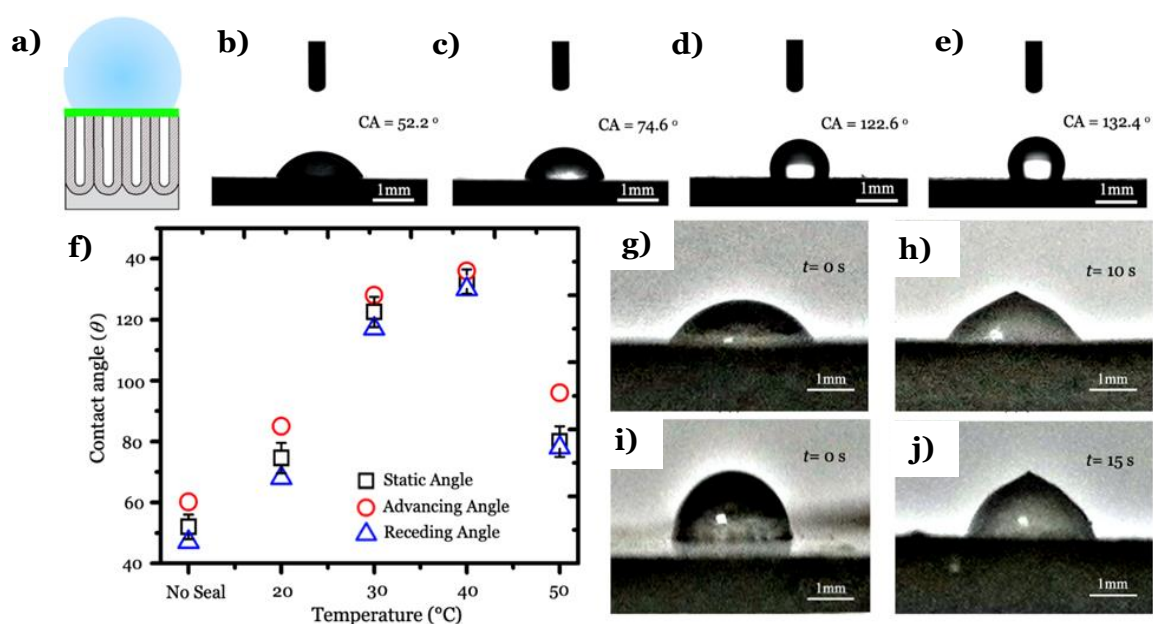 a)
b)
CA = 52.2 °
1mm
c)
CA = 74.6 °
1mm
d)
CA = 122.6 °
1mm
e)
CA = 132.4 °
1mm
f)
Contact angle (θ)
40
120
100
80
60
40
No Seal
20
30
40
50
Temperature (°C)
Static Angle
Advancing Angle
Receding Angle
g)
t= 0 s
1mm
h)
t= 10 s
1mm
i)
t= 0 s
1mm
j)
t= 15 s
1mm